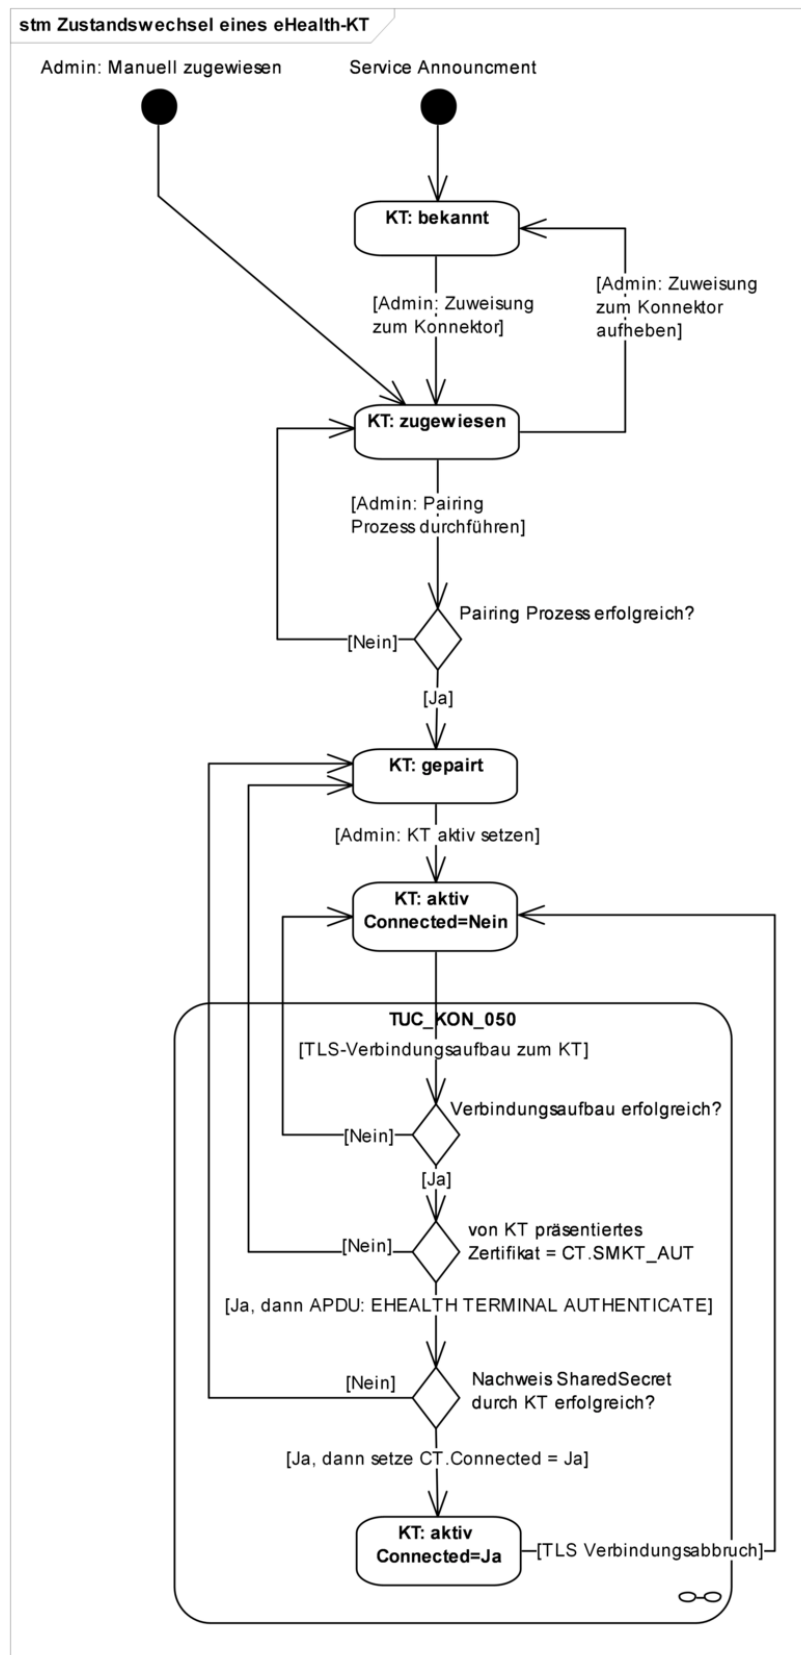 stm Zustandswechsel eines eHealth-KT
Admin: Manuell zugewiesen
Service Announcment
KT: bekannt
[Admin: Zuweisung
zum Konnektor]
[Admin: Zuweisung
zum Konnektor
aufheben]
KT: zugewiesen
[Admin: Pairing
Prozess durchführen]
Pairing Prozess erfolgreich?
[Nein]
[Ja]
KT: gepairt
[Admin: KT aktiv setzen]
KT: aktiv
Connected=Nein
TUC_KON_050
[TLS-Verbindungsaufbau zum KT]
Verbindungsaufbau erfolgreich?
[Nein]
[Ja]
von KT präsentiertes
Zertifikat = CT.SMKT_AUT
[Nein]
[Ja, dann APDU: EHEALTH TERMINAL AUTHENTICATE]
Nachweis SharedSecret
durch KT erfolgreich?
[Nein]
[Ja, dann setze CT.Connected = Ja]
KT: aktiv
Connected=Ja
[TLS Verbindungsabbruch]